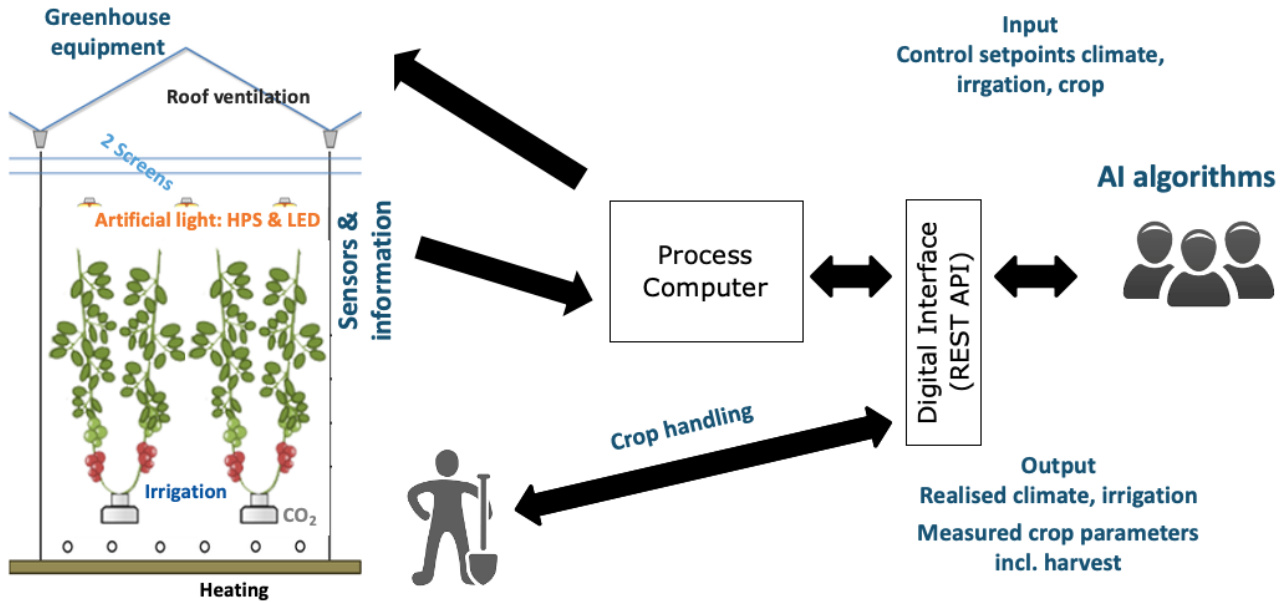 Greenhouse
equipment
Roof ventilation
2 Screens
Artificial light: HPS & LED
Sensors &
information
Irrigation
CO₂
Heating
Process
Computer
Crop handling
Digital Interface
(REST API)
Input
Control setpoints climate,
irrgation, crop
AI algorithms
Output
Realised climate, irrigation
Measured crop parameters
incl. harvest